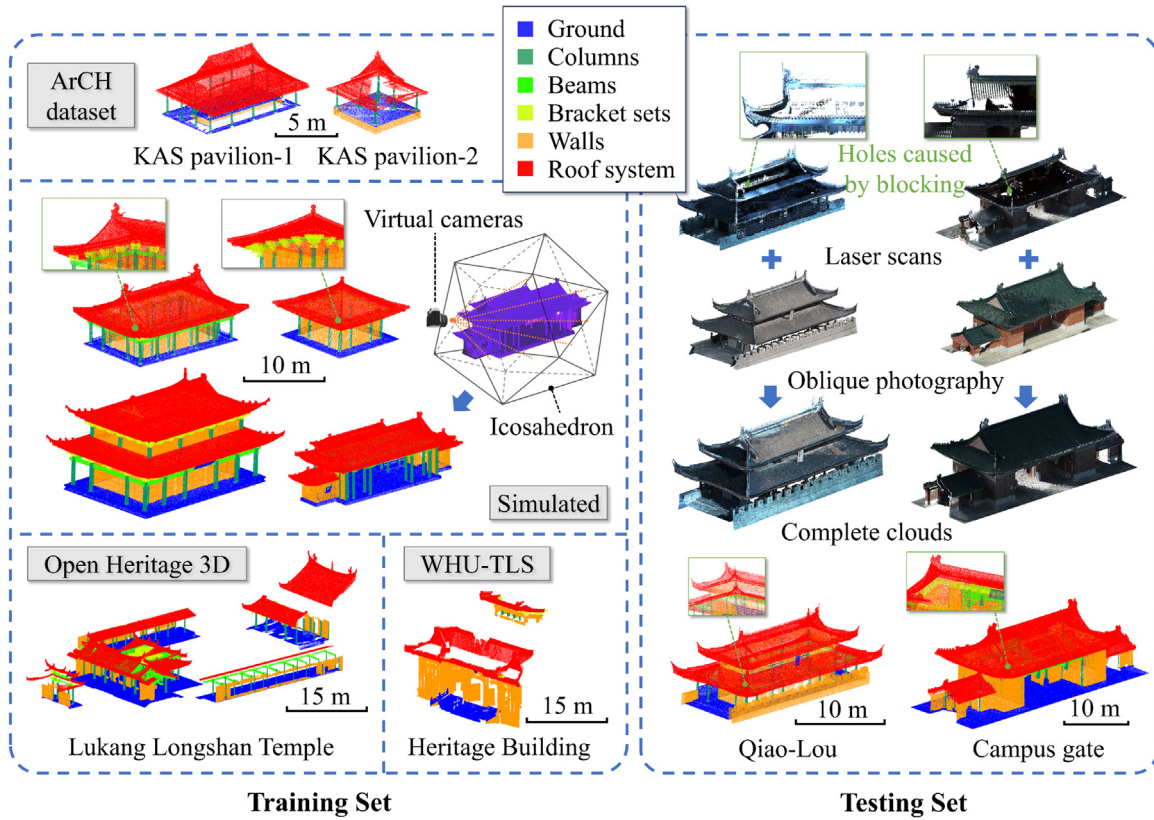 Ground
Columns
Beams
Bracket sets
Walls
Roof system
ArCH
dataset
5 m
KAS pavilion-1
KAS pavilion-2
Virtual cameras
10 m
Icosahedron
Simulated
Open Heritage 3D
15 m
Lukang Longshan Temple
WHU-TLS
15 m
Heritage Building
Training Set
Holes caused
by blocking
Laser scans
Oblique photography
Complete clouds
10 m
Qiao-Lou
10 m
Campus gate
Testing Set